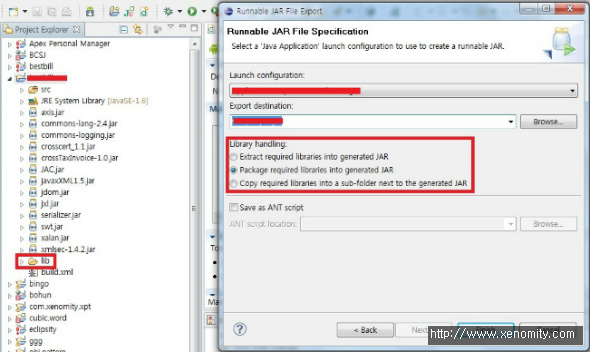 Project Explorer
Apex Personal Manager
BCSJ
bestbill
src
JRE System Library [JavaSE-1.6]
axis.jar
commons-lang-2.4.jar
commons-logging.jar
crosscert_1.1.jar
crossTaxInvoice-1.0.jar
JAC.jar
JavaxXML1.5.jar
jdom.jar
jxl.jar
serializer.jar
swt.jar
xalan.jar
xmlsec-1.4.2.jar
lib
build.xml
bingo
bohun
com.xenomity.xpt
cubic.word
eclipsity
ggg
Runnable JAR File Export
Runnable JAR File Specification
Select a 'Java Application' launch configuration to use to create a runnable JAR.
Launch configuration:
Export destination:
Browse...
Library handling:
Extract required libraries into generated JAR
Package required libraries into generated JAR
Copy required libraries into a sub-folder next to the generated JAR
Save as ANT script
ANT script location:
Browse...
< Back
Next
http://www.xenomity.com